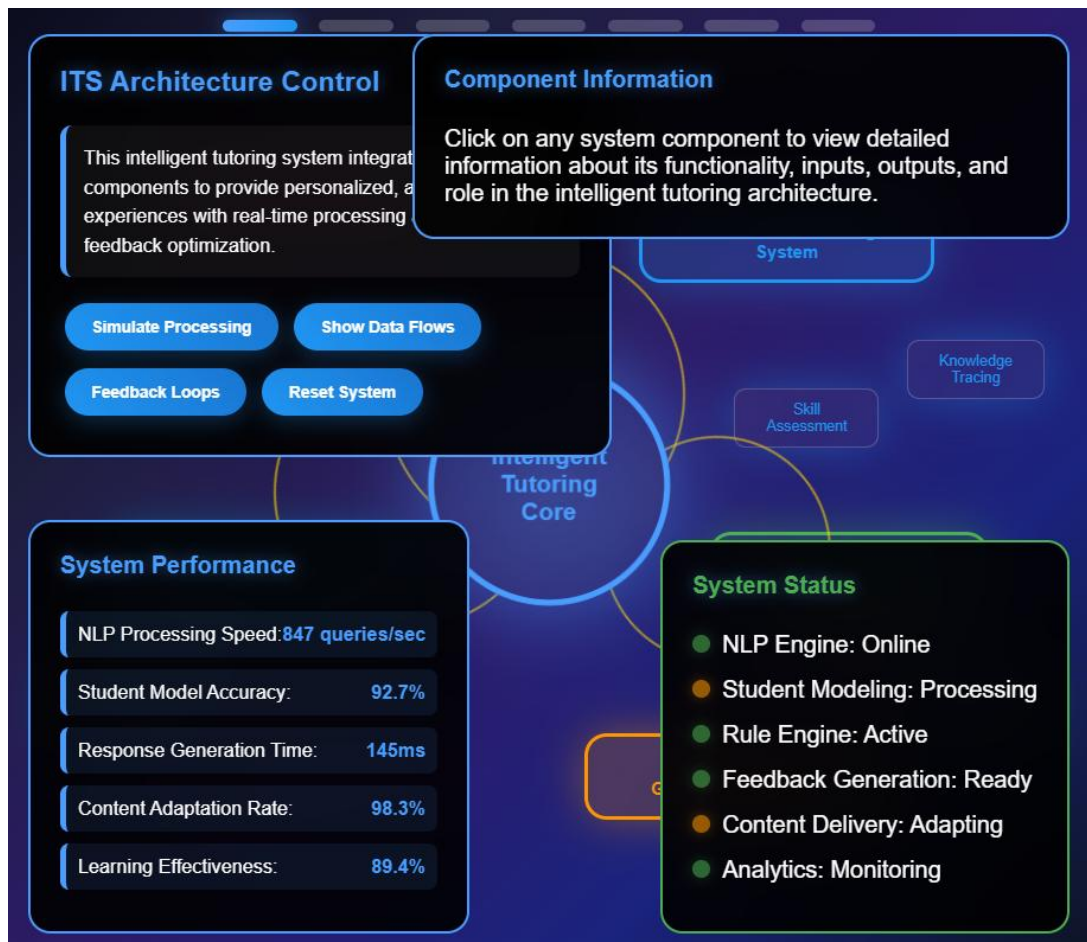 ITS Architecture Control
This intelligent tutoring system
components to provide personalized,
experiences with real-time processing
feedback optimization.
Simulate Processing
Show Data Flows
Feedback Loops
Reset System
Component Information
Click on any system component to view detailed
information about its functionality, inputs, outputs, and
role in the intelligent tutoring architecture.
System
Knowledge
Tracing
Skill
Assessment
Intelligent
Tutoring
Core
System Performance
NLP Processing Speed: 847 queries/sec
Student Model Accuracy: 92.7%
Response Generation Time: 145ms
Content Adaptation Rate: 98.3%
Learning Effectiveness: 89.4%
System Status
NLP Engine: Online
Student Modeling: Processing
Rule Engine: Active
Feedback Generation: Ready
Content Delivery: Adapting
Analytics: Monitoring